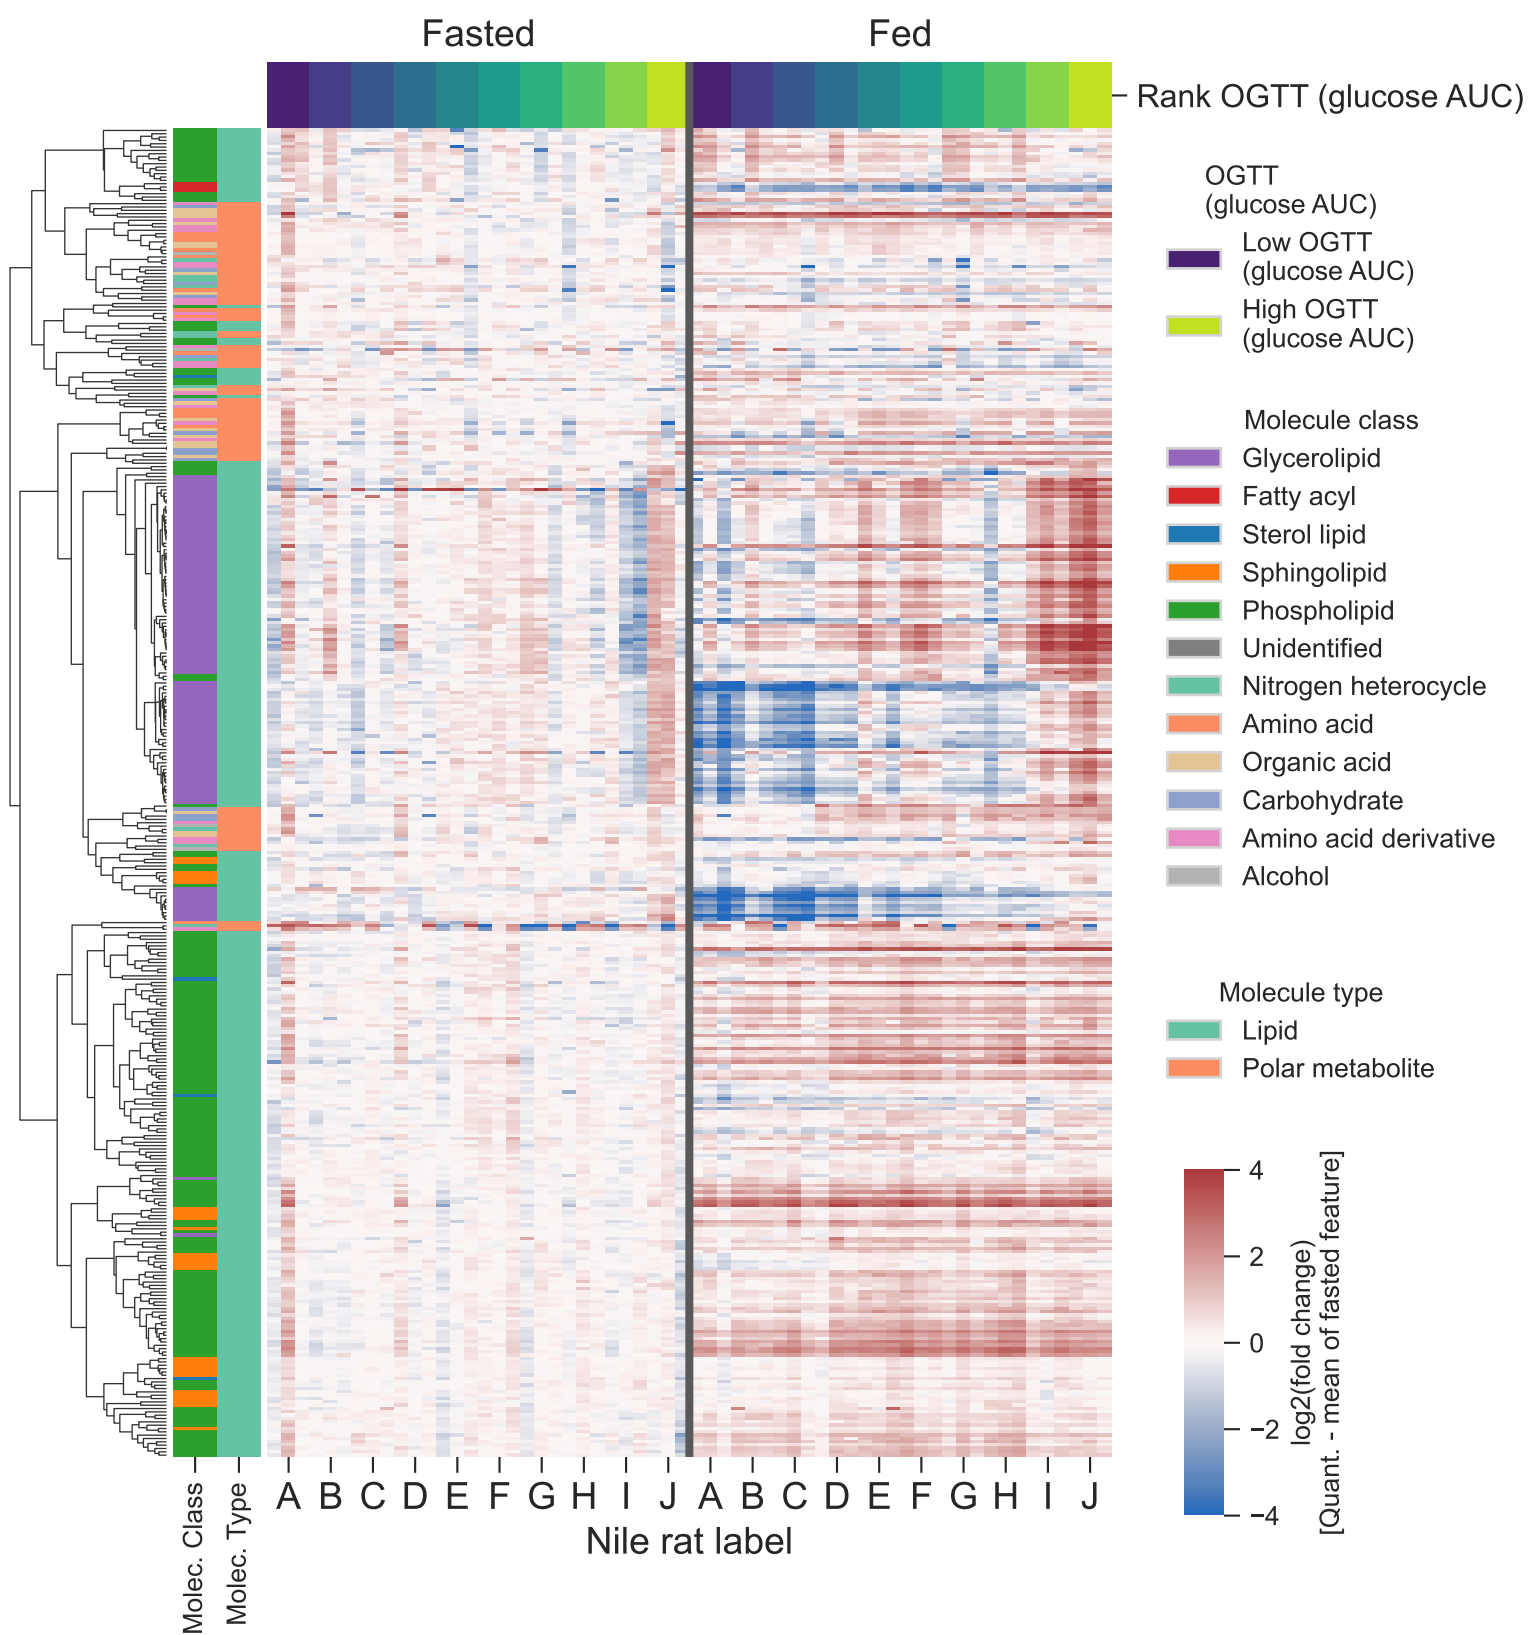 Fasted
Fed
Rank OGTT (glucose AUC)
OGTT
(glucose AUC)
Low OGTT
(glucose AUC)
High OGTT
(glucose AUC)
Molecule class
Glycerolipid
Fatty acyl
Sterol lipid
Sphingolipid
Phospholipid
Unidentified
Nitrogen heterocycle
Amino acid
Organic acid
Carbohydrate
Amino acid derivative
Alcohol
Molecule type
Lipid
Polar metabolite
4
2
0
−2
−4
log2(fold change)
[Quant. - mean of fasted feature]
A B C D E F G H I J A B C D E F G H I J
Nile rat label
Molec. Class
Molec. Type